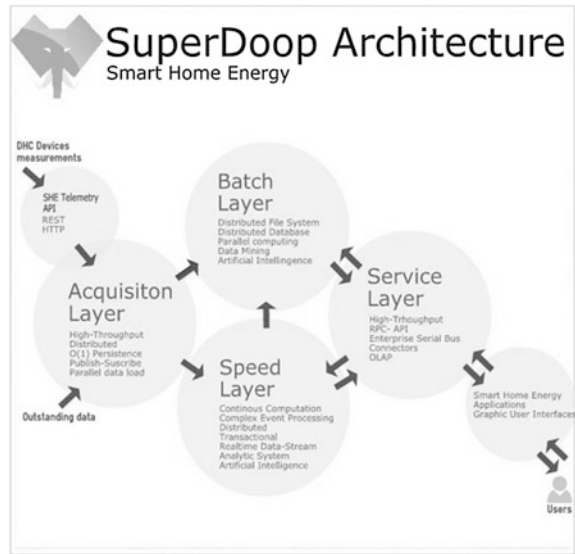 SuperDoop Architecture
Smart Home Energy
DHC Devices
measurements
SHE Telemetry
API
REST
HTTP
Batch
Layer
Distributed File System
Distributed Database
Parallel computing
Data Mining
Artificial Intellingence
Acquisiton
Layer
High-Throughput
Distributed
O(1) Persistence
Publish-Suscribe
Parallel data load
Service
Layer
High-Trhoughput
RPC- API
Enterprise Serial Bus
Connectors
OLAP
Speed
Layer
Continous Computation
Complex Event Processing
Distributed
Transactional
Realtime Data-Stream
Analytic System
Artificial Intelligence
Outstanding data
Smart Home Energy
Applications
Graphic User Interfaces
Users